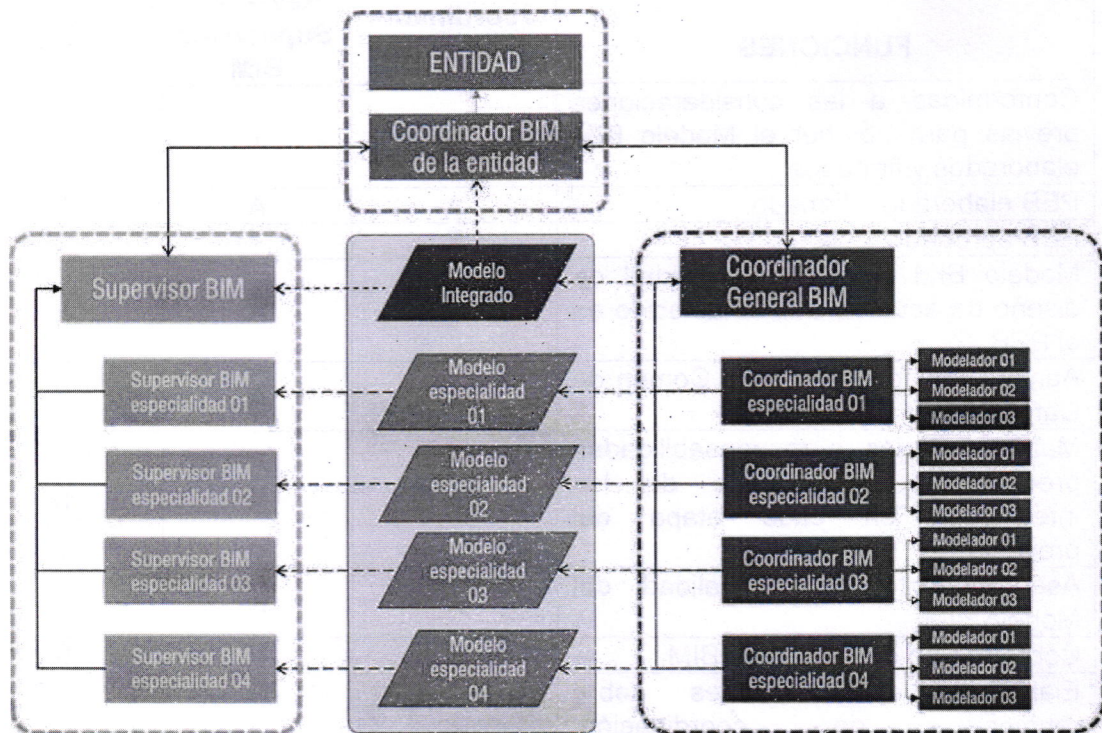 FUNCIONES
ENTIDAD
Coordinador BIM
de la entidad
Supervisor BIM
Modelo
Integrado
Coordinador
General BIM
Supervisor BIM
especialidad 01
Modelo
especialidad
01
Coordinador BIM
especialidad 01
Modelador 01
Modelador 02
Modelador 03
Supervisor BIM
especialidad 02
Modelo
especialidad
02
Coordinador BIM
especialidad 02
Modelador 01
Modelador 02
Modelador 03
Supervisor BIM
especialidad 03
Modelo
especialidad
03
Coordinador BIM
especialidad 03
Modelador 01
Modelador 02
Modelador 03
Supervisor BIM
especialidad 04
Modelo
especialidad
04
Coordinador BIM
especialidad 04
Modelador 01
Modelador 02
Modelador 03